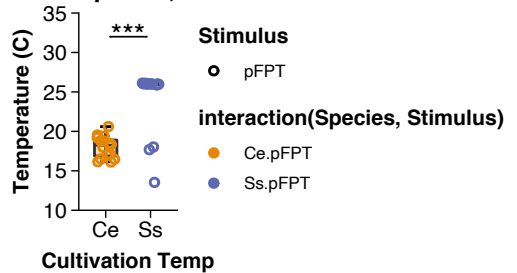 35
30
25
20
15
10
Temperature (C)
***
Ce Ss
Cultivation Temp
Stimulus
pFPT
interaction(Species, Stimulus)
Ce.pFPT
Ss.pFPT